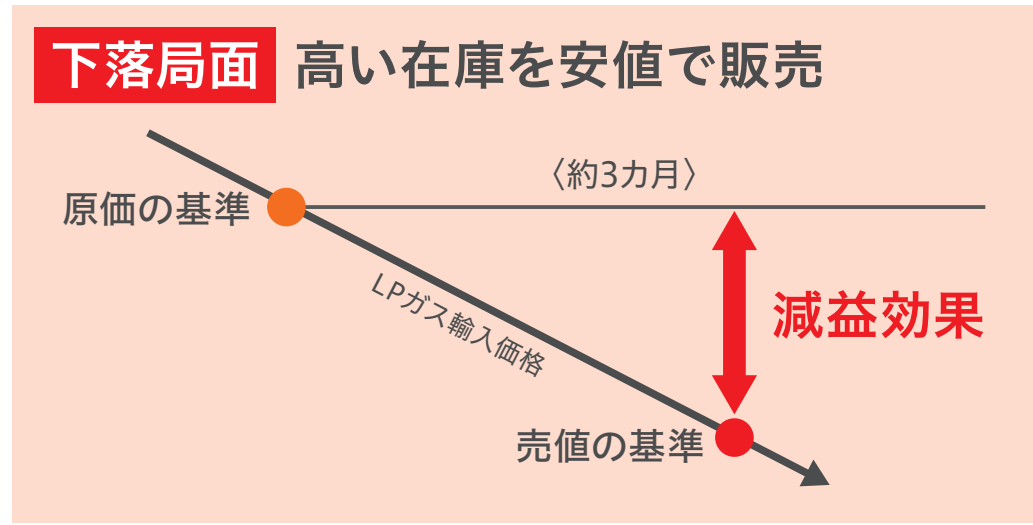 下落局面 高い在庫を安値で販売
〈約3カ月〉
原価の基準
LPガス輸入価格
減益効果
売値の基準